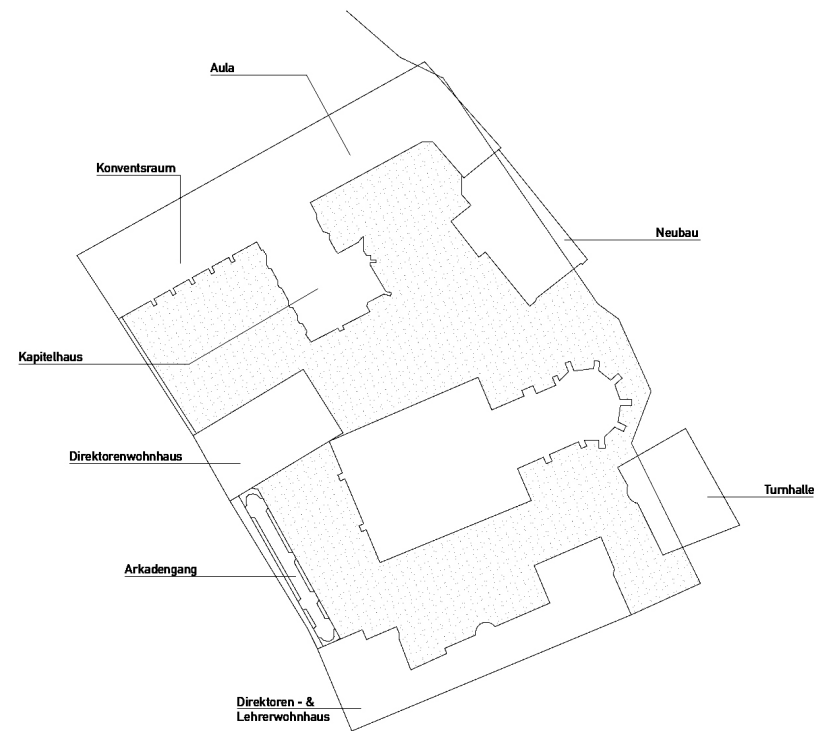 Aula
Konventsraum
Neubau
Kapitelhaus
Direktorenwohnhaus
Turnhalle
Arkadengang
Direktoren - &
Lehrerwohnhaus